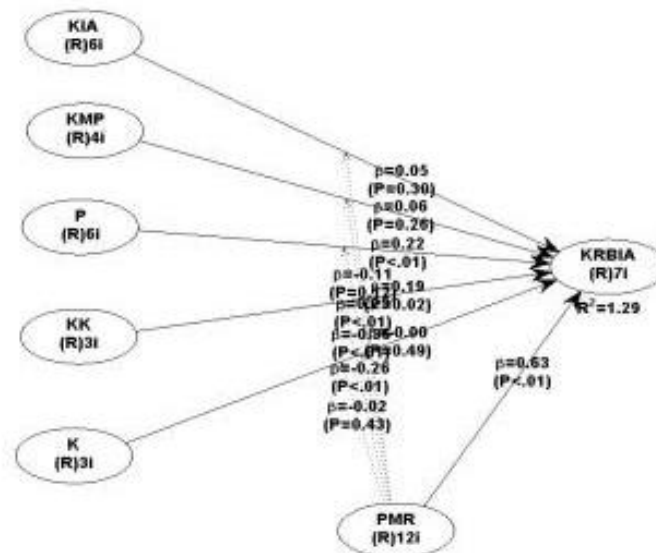 KIA
(R)6i
KMP
(R)4i
P
(R)6i
KK
(R)3i
K
(R)3i
PMR
(R)12i
KRBIA
(R)7i
R²=1.29
β=0.05
(P=0.30)
β=0.06
(P=0.26)
β=0.22
(P<.01)
β=-0.11
=0.19
(P<.01)
=0.02)
=-0.00
=0.49)
β=-0.26
(P<.01)
β=-0.02
(P=0.43)
β=0.63
(P<.01)